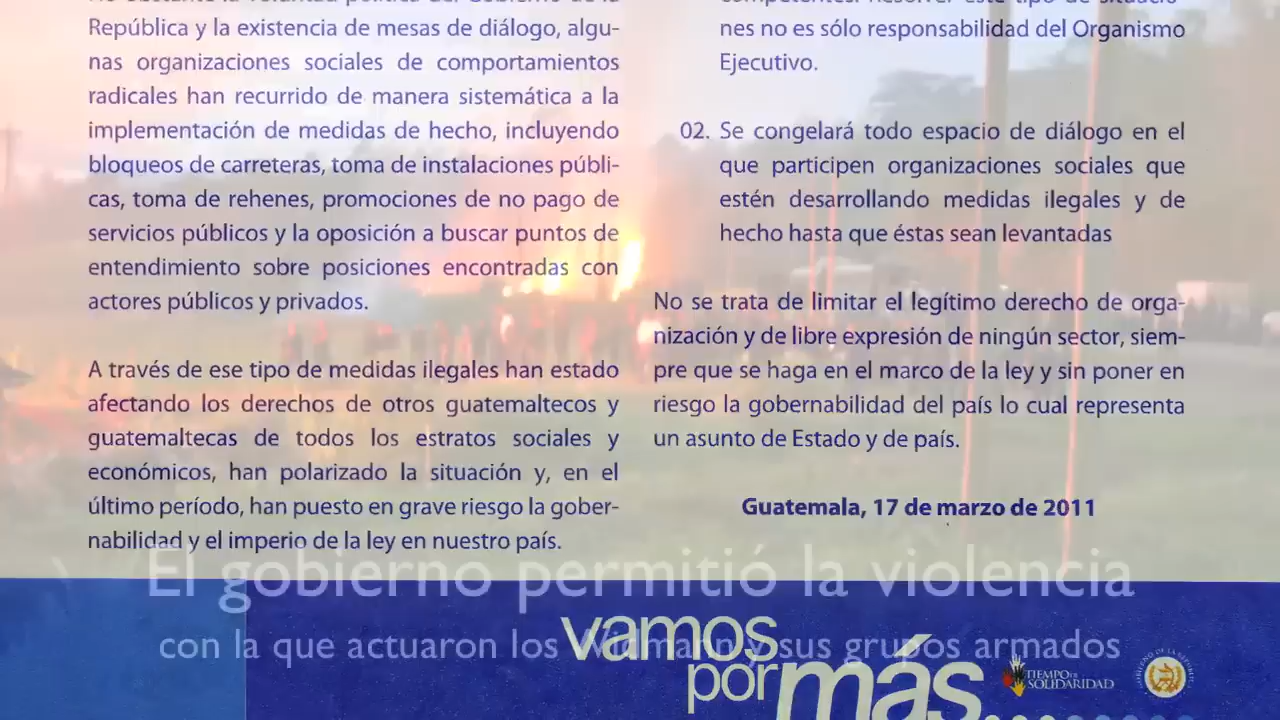 República y la existencia de mesas de diálogo, algu-
nas organizaciones sociales de comportamientos
radicales han recurrido de manera sistemática a la
implementación de medidas de hecho, incluyendo
bloqueos de carreteras, toma de instalaciones públi-
cas, toma de rehenes, promociones de no pago de
servicios públicos y la oposición a buscar puntos de
entendimiento sobre posiciones encontradas con
actores públicos y privados.
A través de ese tipo de medidas ilegales han estado
afectando los derechos de otros guatemaltecos y
guatemaltecas de todos los estratos sociales y
económicos, han polarizado la situación y, en el
último período, han puesto en grave riesgo la gober-
nabilidad y el imperio de la ley en nuestro país.
nes no es sólo responsabilidad del Organismo
Ejecutivo.
02. Se congelará todo espacio de diálogo en el
que participen organizaciones sociales que
estén desarrollando medidas ilegales y de
hecho hasta que éstas sean levantadas
No se trata de limitar el legítimo derecho de orga-
nización y de libre expresión de ningún sector, siem-
pre que se haga en el marco de la ley y sin poner en
riesgo la gobernabilidad del país lo cual representa
un asunto de Estado y de país.
Guatemala, 17 de marzo de 2011
El gobierno permitió la violencia
con la que actuaron los Widmann y sus grupos armados
vamos
por más...
TIEMPO DE
SOLIDARIDAD